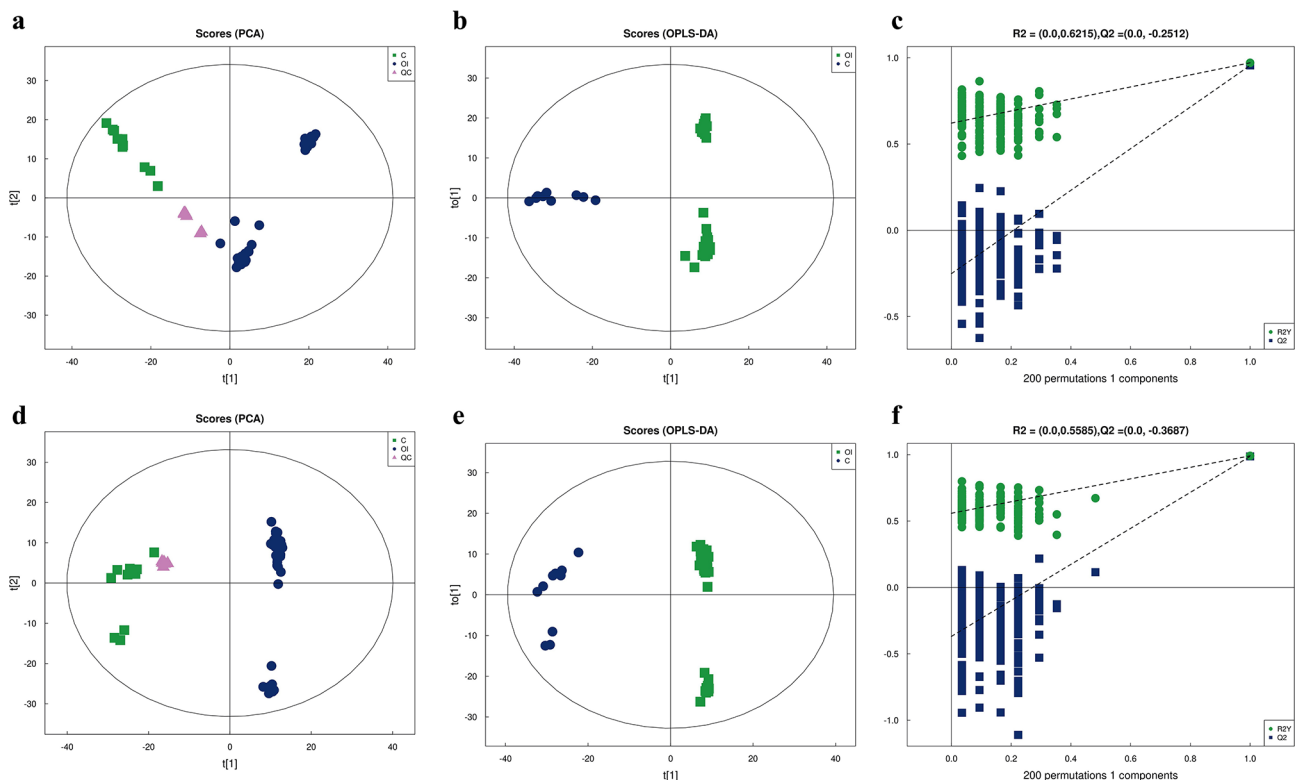 a
Scores (PCA)
C
OI
QC
t[2]
30
20
10
0
-10
-20
-30
-40
-20
0
20
40
t[1]
b
Scores (OPLS-DA)
OI
C
to[1]
30
20
10
0
-10
-20
-30
-40
-20
0
20
40
t[1]
c
R2 = (0.0,0.6215),Q2 =(0.0, -0.2512)
1.0
0.5
0.0
-0.5
R2Y
Q2
0.0
0.2
0.4
0.6
0.8
1.0
200 permutations 1 components
d
Scores (PCA)
C
OI
QC
t[2]
30
20
10
0
-10
-20
-30
-40
-20
0
20
40
t[1]
e
Scores (OPLS-DA)
OI
C
to[1]
30
20
10
0
-10
-20
-30
-40
-20
0
20
40
t[1]
f
R2 = (0.0,0.5585),Q2 =(0.0, -0.3687)
1.0
0.5
0.0
-0.5
-1.0
R2Y
Q2
0.0
0.2
0.4
0.6
0.8
1.0
200 permutations 1 components